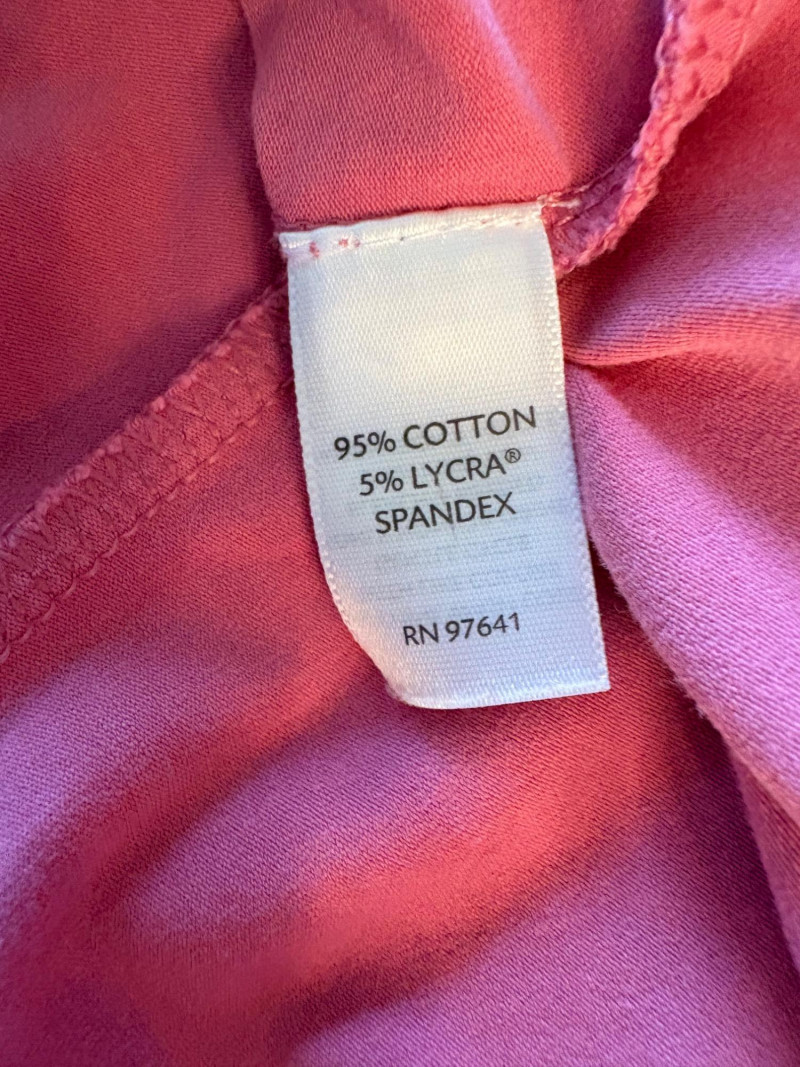 95% COTTON
5% LYCRA®
SPANDEX
RN 97641